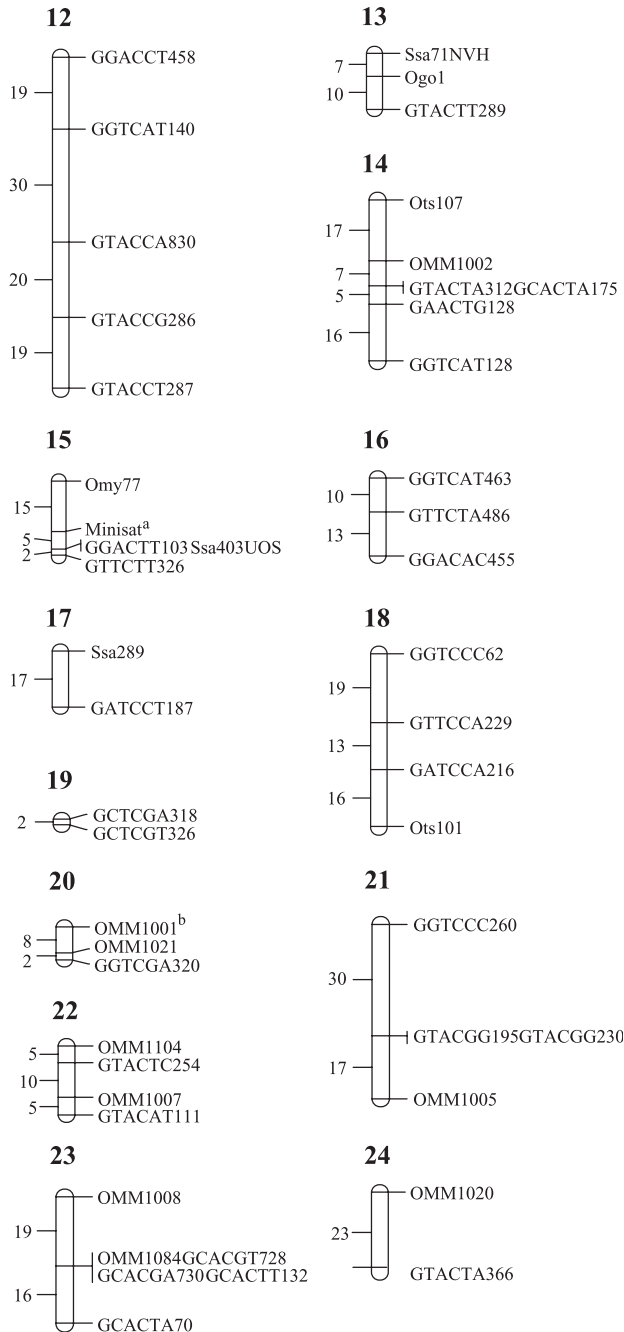 12
GGACCT458
19
GGTCAT140
30
GTACCA830
20
GTACCG286
19
GTACCT287
13
Ssa71NVH
7
Ogo1
10
GTACTT289
14
Ots107
17
OMM1002
7
GTACTA312GCACTA175
5
GAACTG128
16
GGTCAT128
15
Omy77
15
Minisatᵃ
5
GGACTT103Ssa403UOS
2
GTTCTT326
16
GGTCAT463
10
GTTCTA486
13
GGACAC455
17
Ssa289
17
GATCCT187
18
GGTCCC62
19
GTTCCA229
13
GATCCA216
16
Ots101
19
GCTCGA318
2
GCTCGT326
20
OMM1001ᵇ
8
OMM1021
2
GGTCGA320
21
GGTCCC260
30
GTACGG195GTACGG230
17
OMM1005
22
OMM1104
5
GTACTC254
10
OMM1007
5
GTACAT111
23
OMM1008
19
OMM1084GCACGT728
GCACGA730GCACTT132
16
GCACTA70
24
OMM1020
23
GTACTA366